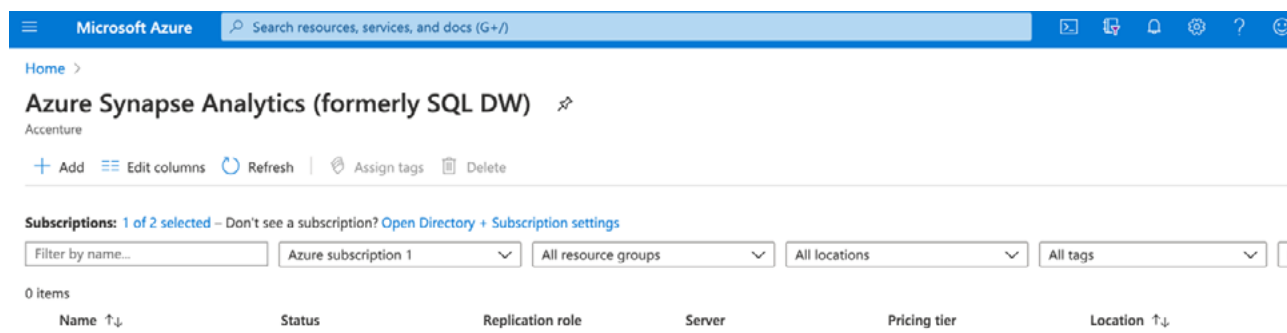 Microsoft Azure Search resources, services, and docs (G+/)
Home >
Azure Synapse Analytics (formerly SQL DW)
Accenture
Add Edit columns Refresh Assign tags Delete
Subscriptions: 1 of 2 selected – Don't see a subscription? Open Directory + Subscription settings
Filter by name... Azure subscription 1 All resource groups All locations All tags
0 items
Name ↑↓ Status Replication role Server Pricing tier Location ↑↓